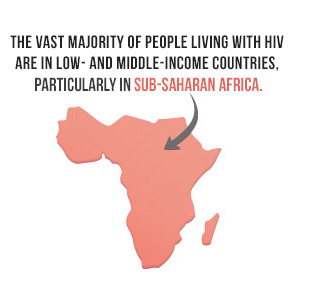 THE VAST MAJORITY OF PEOPLE LIVING WITH HIV
ARE IN LOW- AND MIDDLE-INCOME COUNTRIES,
PARTICULARLY IN SUB-SAHARAN AFRICA.